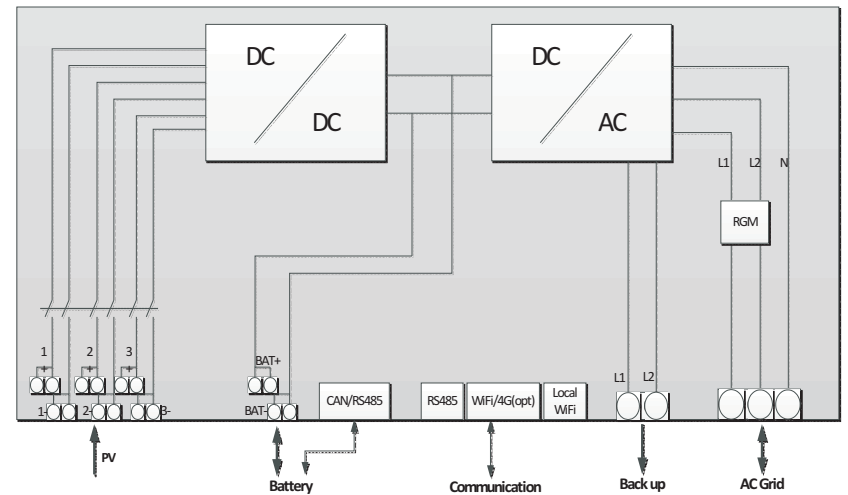 DC
DC
DC
AC
L1
L2
N
RGM
1
+
2
+
3
+
1-
2-
3-
BAT+
BAT-
CAN/RS485
RS485
WiFi/4G(opt)
Local
WiFi
L1
L2
PV
Battery
Communication
Back up
AC Grid